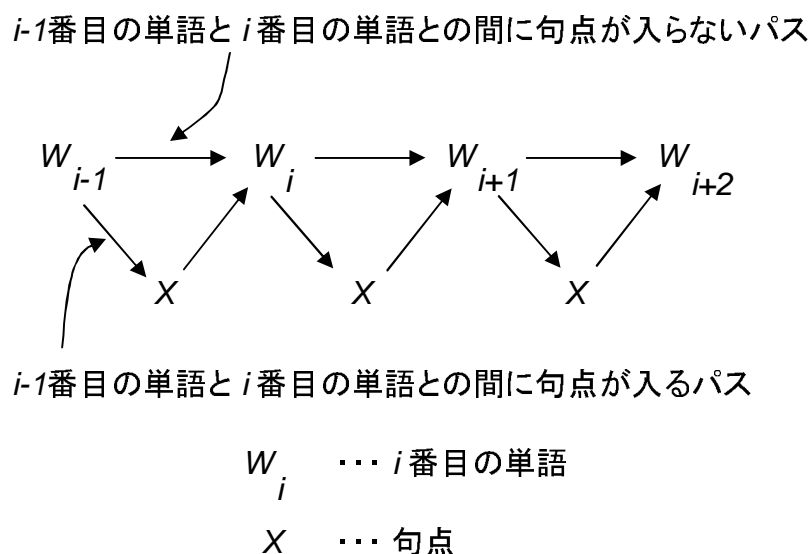 i-1番目の単語と i 番目の単語との間に句点が入らないパス
W i-1 W i W i+1 W i+2
X X X
i-1番目の単語と i 番目の単語との間に句点が入るパス
W i ・・・ i 番目の単語
X ・・・ 句点